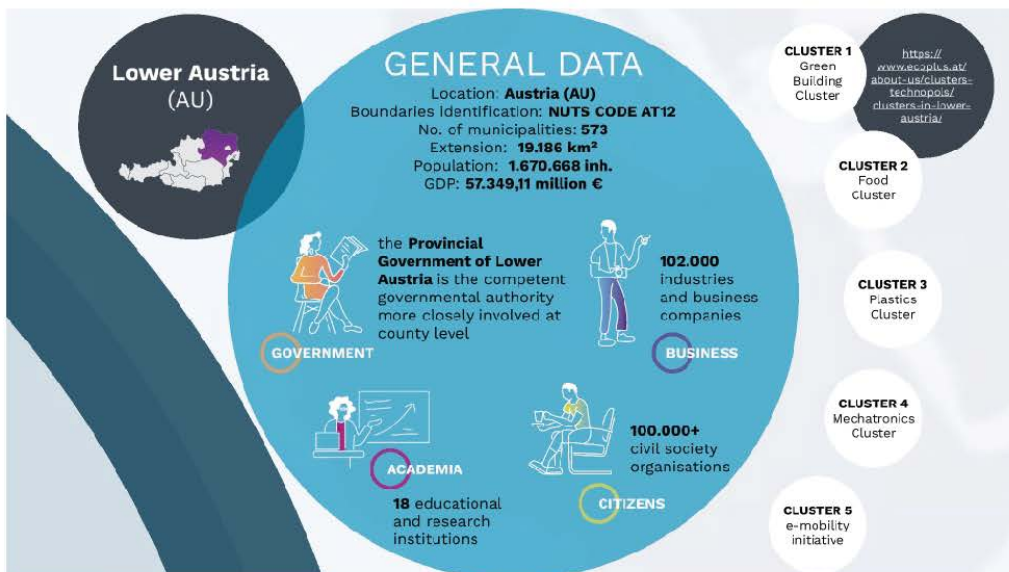 Lower Austria
(AU)
GENERAL DATA
Location: Austria (AU)
Boundaries Identification: NUTS CODE AT12
No. of municipalities: 573
Extension: 19.186 km²
Population: 1.670.668 inh.
GDP: 57.349,11 million €
the Provincial
Government of Lower
Austria is the competent
governmental authority
more closely involved at
county level
GOVERNMENT
102.000
industries
and business
companies
BUSINESS
ACADEMIA
18 educational
and research
institutions
100.000+
civil society
organisations
CITIZENS
CLUSTER 1
Green
Building
Cluster
https://
www.ecoplus.at/
about-us/clusters-
technopols/
clusters-in-lower-
austria/
CLUSTER 2
Food
Cluster
CLUSTER 3
Plastics
Cluster
CLUSTER 4
Mechatronics
Cluster
CLUSTER 5
e-mobility
initiative